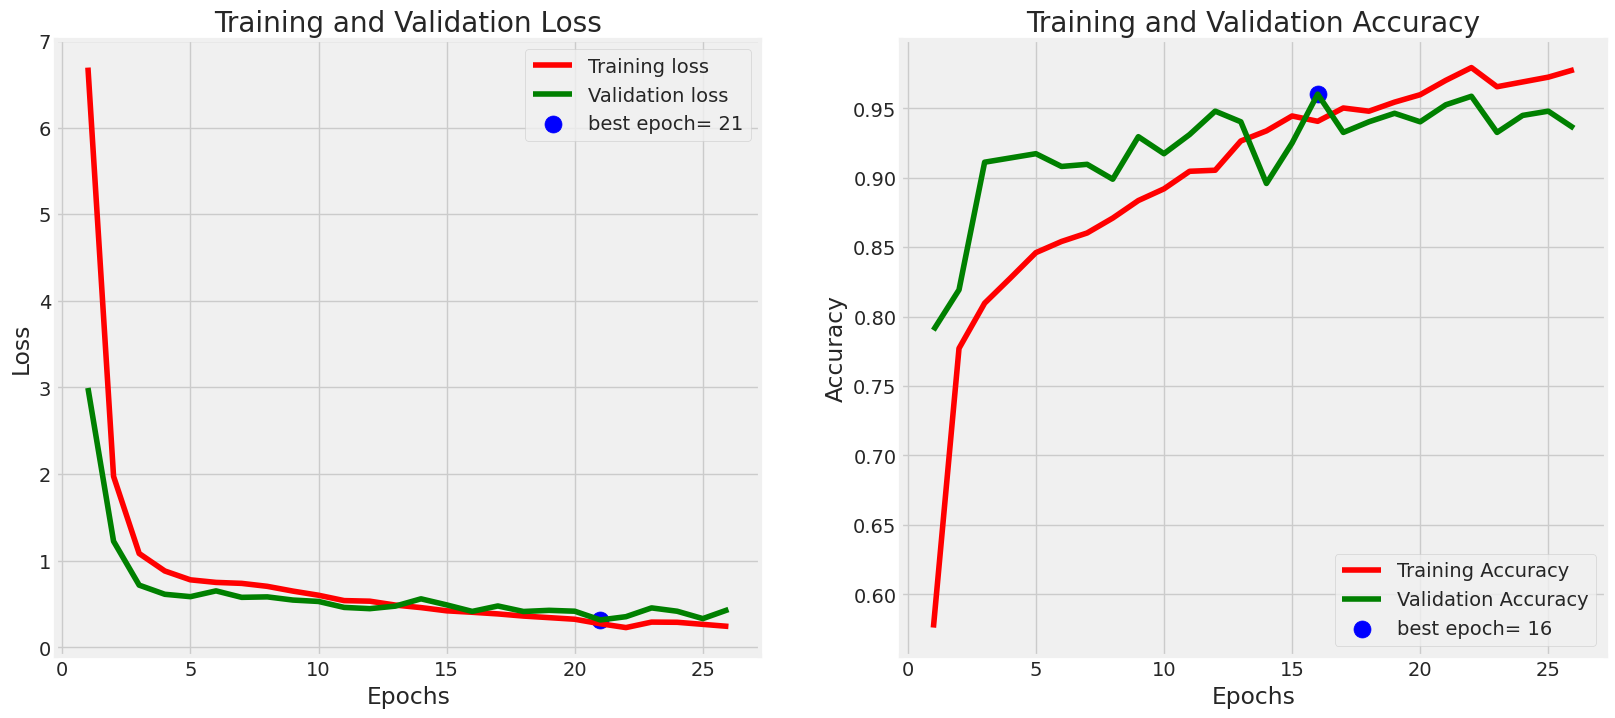 Training and Validation Loss
7
6
5
4
3
2
1
0
Loss
0
5
10
15
20
25
Epochs
Training loss
Validation loss
best epoch= 21
Training and Validation Accuracy
0.95
0.90
0.85
0.80
0.75
0.70
0.65
0.60
Accuracy
0
5
10
15
20
25
Epochs
Training Accuracy
Validation Accuracy
best epoch= 16